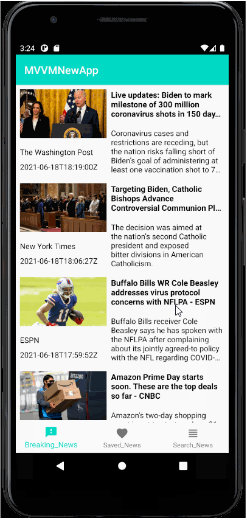 3:24
MVVMNewApp
Live updates: Biden to mark
milestone of 300 million
coronavirus shots in 150 day...
Coronavirus cases and
restrictions are receding, but
the nation risks falling short of
Biden's goal of administering at
least one vaccination shot to 7...
The Washington Post
2021-06-18T18:19:00Z
Targeting Biden, Catholic
Bishops Advance
Controversial Communion Pl...
The decision was aimed at
the nation's second Catholic
president and exposed
bitter divisions in American
Catholicism.
New York Times
2021-06-18T18:06:27Z
Buffalo Bills WR Cole Beasley
addresses virus protocol
concerns with NFLPA - ESPN
Buffalo Bills receiver Cole
Beasley says he has spoken with
the NFLPA after complaining
about its jointly agreed-to policy
with the NFL regarding COVID-...
ESPN
2021-06-18T17:59:52Z
Amazon Prime Day starts
soon. These are the top deals
so far - CNBC
Amazon's two-day shopping
Breaking_News
Saved_News
Search_News